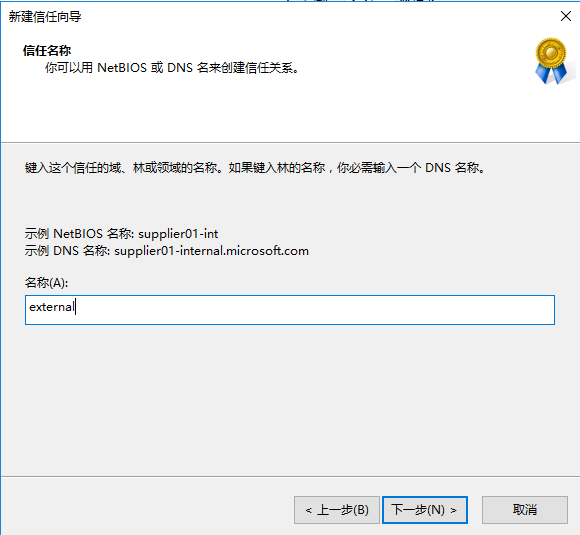 新建信任向导
信任名称
你可以用 NetBIOS 或 DNS 名来创建信任关系。
键入这个信任的域、林或领域的名称。如果键入林的名称，你必需输入一个 DNS 名称。
示例 NetBIOS 名称: supplier01-int
示例 DNS 名称: supplier01-internal.microsoft.com
名称(A):
external
< 上一步(B) 下一步(N) > 取消